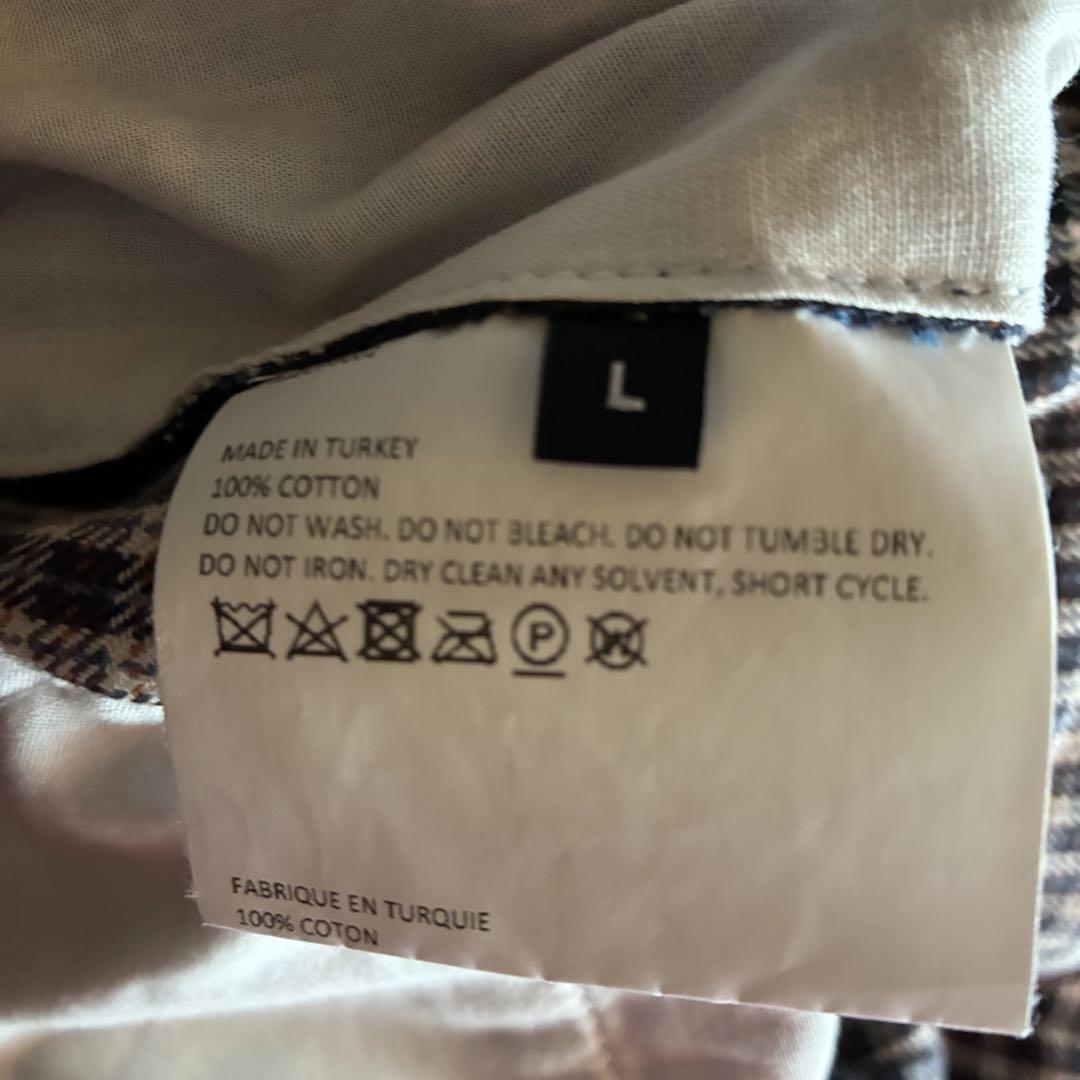 L
MADE IN TURKEY
100% COTTON
DO NOT WASH. DO NOT BLEACH. DO NOT TUMBLE DRY.
DO NOT IRON. DRY CLEAN ANY SOLVENT, SHORT CYCLE.
P W
FABRIQUE EN TURQUIE
100% COTON